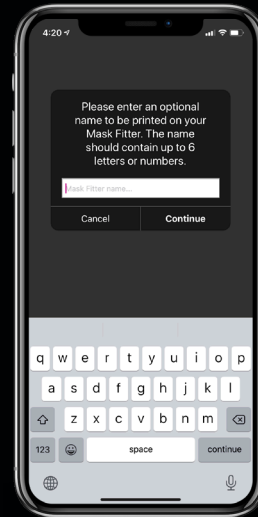 4:20
Please enter an optional
name to be printed on your
Mask Fitter. The name
should contain up to 6
letters or numbers.
Mask Fitter name...
Cancel Continue
q w e r t y u i o p
a s d f g h j k l
z x c v b n m
123 space continue